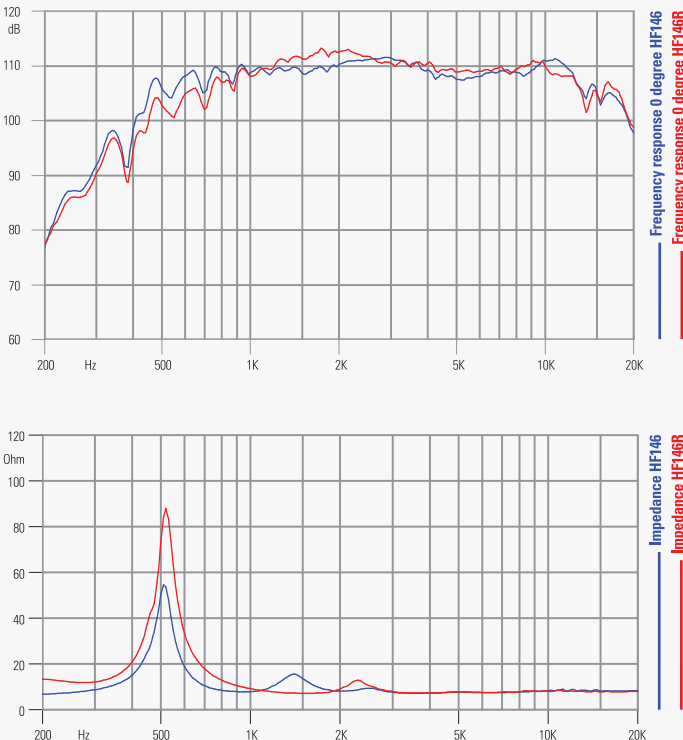 120
dB
110
100
90
80
70
60
200 Hz 500 1K 2K 5K 10K 20K
Frequency response 0 degree HF146
Frequency response 0 degree HF146R
120
Ohm
100
80
60
40
20
0
200 Hz 500 1K 2K 5K 10K 20K
Impedance HF146
Impedance HF146R